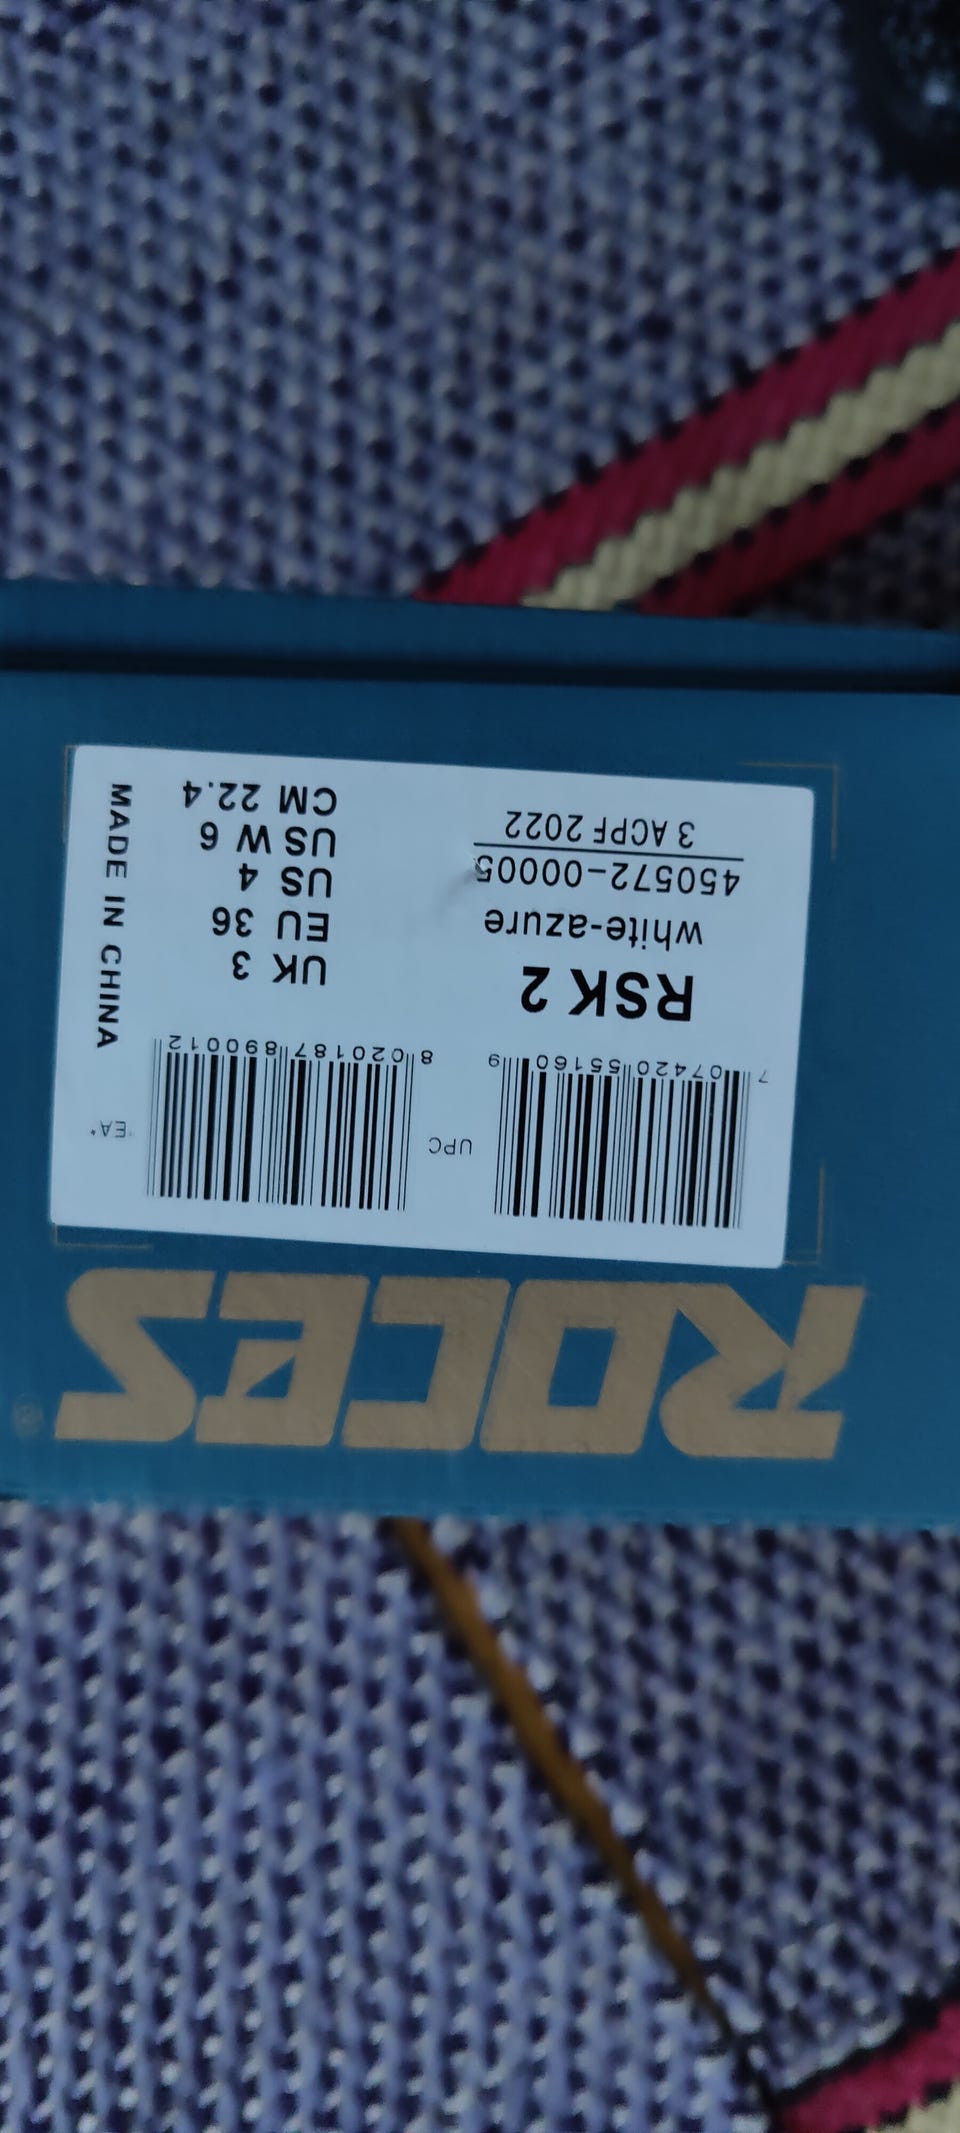 ROCES
®
7 07420 55160 9
UPC
8 020187 890012
"EA"
RSK 2
white-azure
450572-00005
3 ACPF 2022
UK 3
EU 36
US 4
US W 6
CM 22.4
MADE IN CHINA